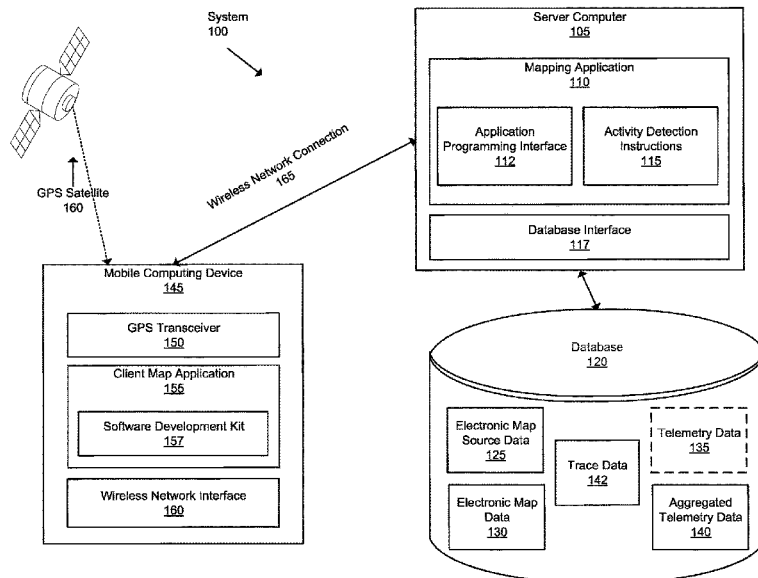 System
100
GPS Satellite
160
Wireless Network Connection
165
Server Computer
105
Mapping Application
110
Application
Programming Interface
112
Activity Detection
Instructions
115
Database Interface
117
Mobile Computing Device
145
GPS Transceiver
150
Client Map Application
155
Software Development Kit
157
Wireless Network Interface
160
Database
120
Electronic Map
Source Data
125
Trace Data
142
Telemetry Data
135
Electronic Map
Data
130
Aggregated
Telemetry Data
140